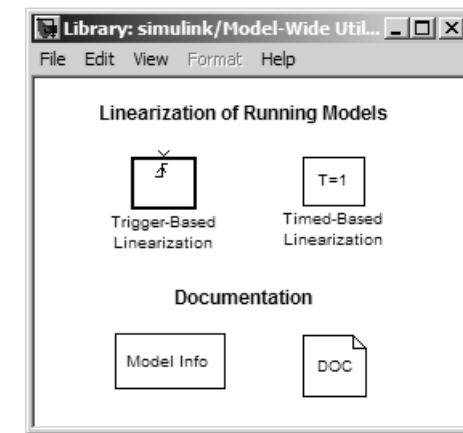 Library: simulink/Model-Wide Util...
File Edit View Format Help
Linearization of Running Models
T=1
Trigger-Based
Linearization
Timed-Based
Linearization
Documentation
Model Info
DOC